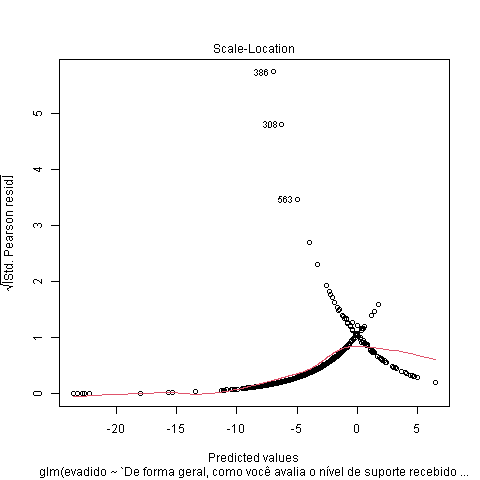 Scale-Location
386
308
563
√|Std. Pearson resid|
5
4
3
2
1
0
-20 -15 -10 -5 0 5
Predicted values
glm(evadido ~ `De forma geral, como você avalia o nível de suporte recebido ...